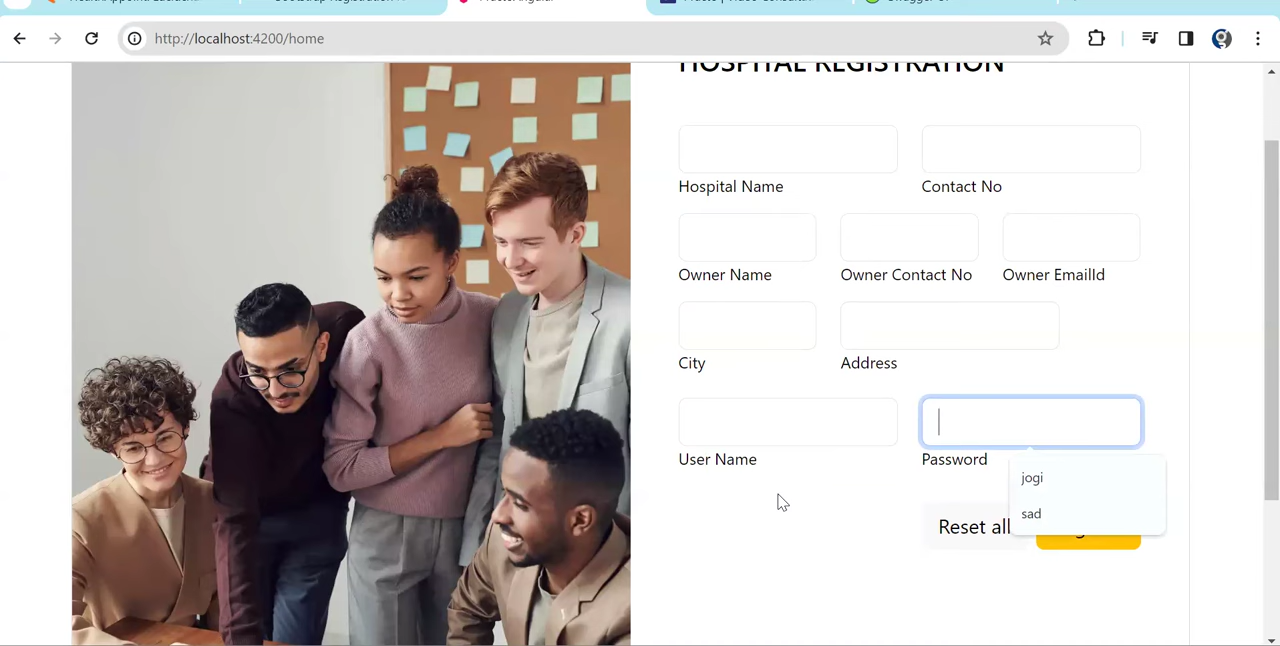 http://localhost:4200/home
HOSPITAL REGISTRATION
Hospital Name
Contact No
Owner Name
Owner Contact No
Owner EmailId
City
Address
User Name
Password
jogi
sad
Reset all